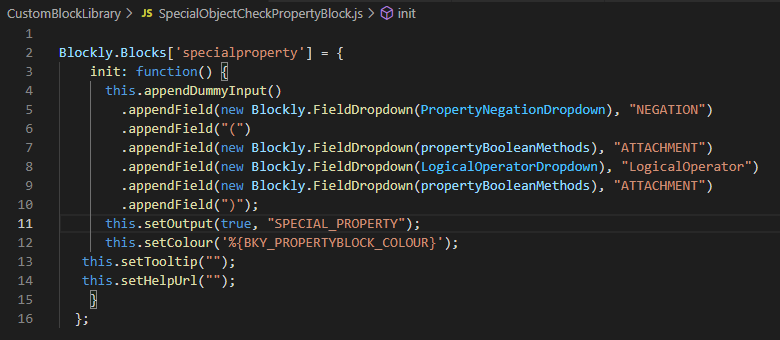 CustomBlockLibrary > JS SpecialObjectCheckPropertyBlock.js > init
1
2 Blockly.Blocks['specialproperty'] = {
3 init: function() {
4 this.appendDummyInput()
5 .appendField(new Blockly.FieldDropdown(PropertyNegationDropdown), "NEGATION")
6 .appendField("(")
7 .appendField(new Blockly.FieldDropdown(propertyBooleanMethods), "ATTACHMENT")
8 .appendField(new Blockly.FieldDropdown(LogicalOperatorDropdown), "LogicalOperator")
9 .appendField(new Blockly.FieldDropdown(propertyBooleanMethods), "ATTACHMENT")
10 .appendField(")");
11 this.setOutput(true, "SPECIAL_PROPERTY");
12 this.setColour('%{BKY_PROPERTYBLOCK_COLOUR}');
13 this.setTooltip("");
14 this.setHelpUrl("");
15 }
16 };